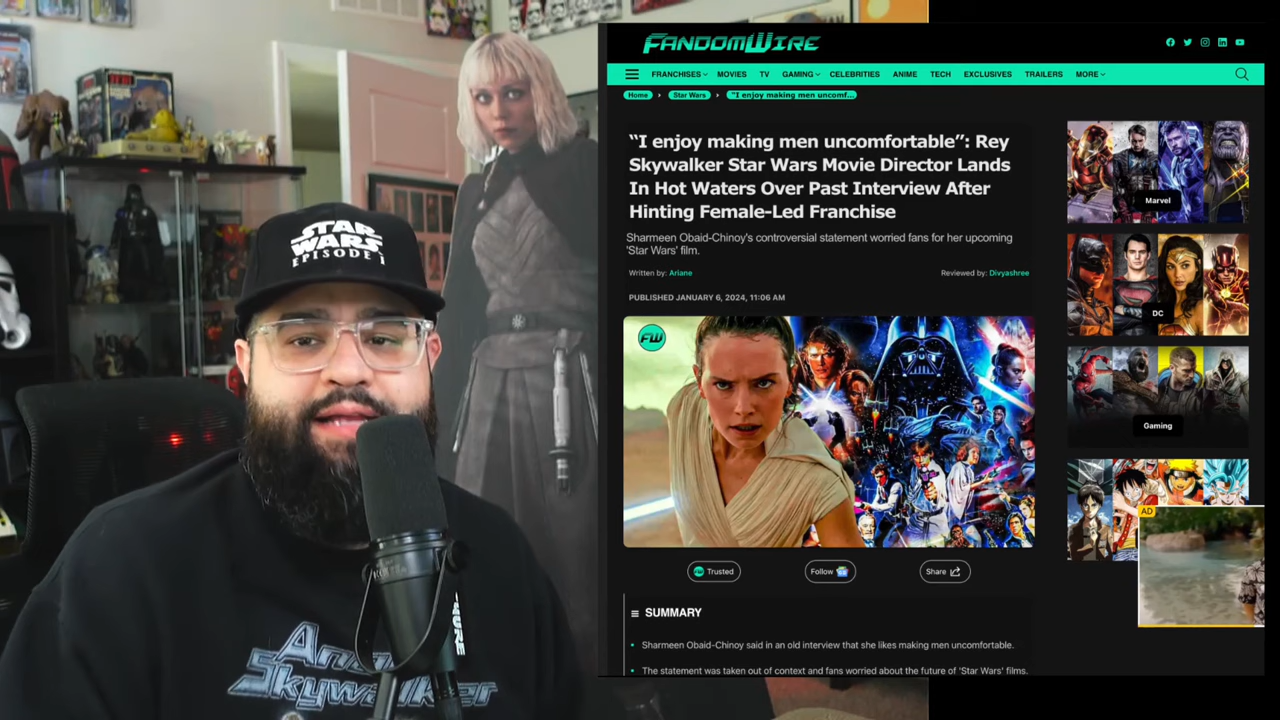 FANDOMWIRE
FRANCHISES MOVIES TV GAMING CELEBRITIES ANIME TECH EXCLUSIVES TRAILERS MORE
Home Star Wars "I enjoy making men uncomf...
"I enjoy making men uncomfortable": Rey
Skywalker Star Wars Movie Director Lands
In Hot Waters Over Past Interview After
Hinting Female-Led Franchise
Sharmeen Obaid-Chinoy's controversial statement worried fans for her upcoming
'Star Wars' film.
Written by: Ariane Reviewed by: Divyashree
PUBLISHED JANUARY 6, 2024, 11:06 AM
FW
FW Trusted Follow Share
SUMMARY
Sharmeen Obaid-Chinoy said in an old interview that she likes making men uncomfortable.
The statement was taken out of context and fans worried about the future of 'Star Wars' films.
Marvel
DC
Gaming
AD
STAR
WARS
EPISODE I
Skywalker